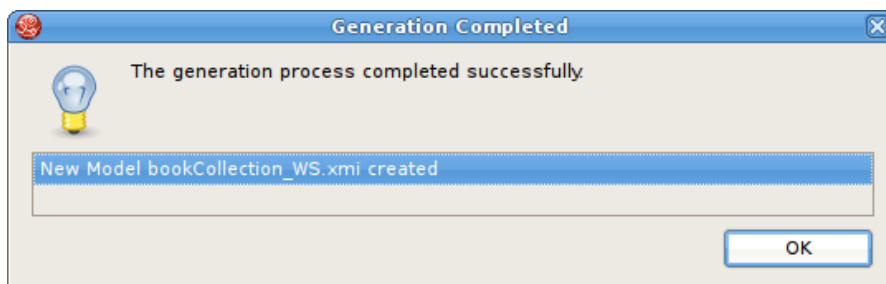 Generation Completed
The generation process completed successfully.
New Model bookCollection_WS.xmi created
OK